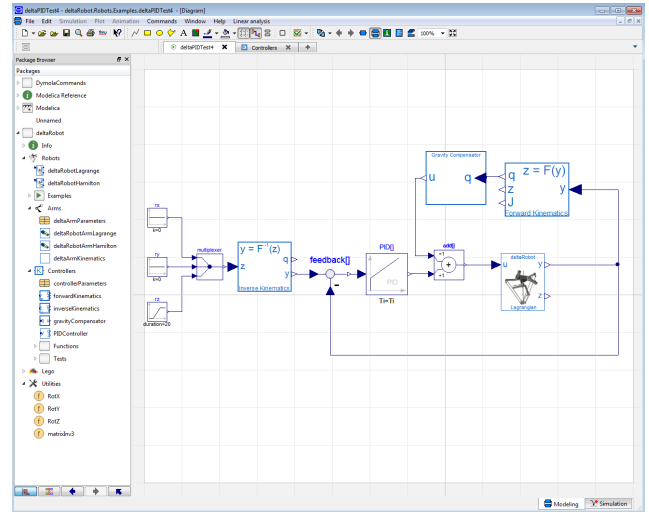 deltaPIDTest4 - deltaRobot.Robots.Examples.deltaPIDTest4 - [Diagram]
File Edit Simulation Plot Animation Commands Window Help Linear analysis
100%
deltaPIDTest4 Controllers
Package Browser
Packages
DymolaCommands
Modelica Reference
Modelica
Unnamed
deltaRobot
Info
Robots
deltaRobotLagrange
deltaRobotHamilton
Examples
Arms
deltaArmParameters
deltaRobotArmLagrange
deltaRobotArmHamilton
deltaArmKinematics
Controllers
controllerParameters
forwardKinematics
inverseKinematics
gravityCompensator
PIDController
Functions
Tests
Lego
Utilities
RotX
RotY
RotZ
matrixInv3
Gravity Compensator
u q
q z = F(y)
z y
J
Forward Kinematics
rx
k=0
ry
k=0
rz
duration=20
multiplexer
y = F⁻¹(z)
q
z
y
Inverse Kinematics
feedback[]
-
PID[]
PID
Ti=Ti
add[]
+1
+
+1
deltaRobot
u y
z
Lagrangian
Modeling Simulation